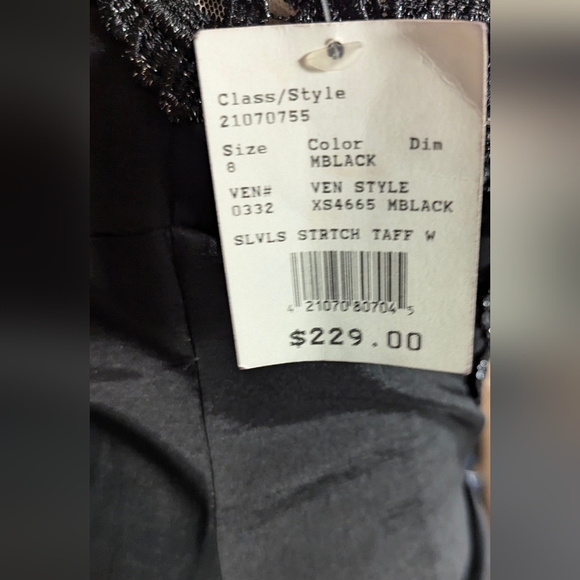 Class/Style
21070755
Size Color Dim
8 MBLACK
VEN# VEN STYLE
0332 XS4665 MBLACK
SLVLS STRTCH TAFF W
4 21070 80704 5
$229.00